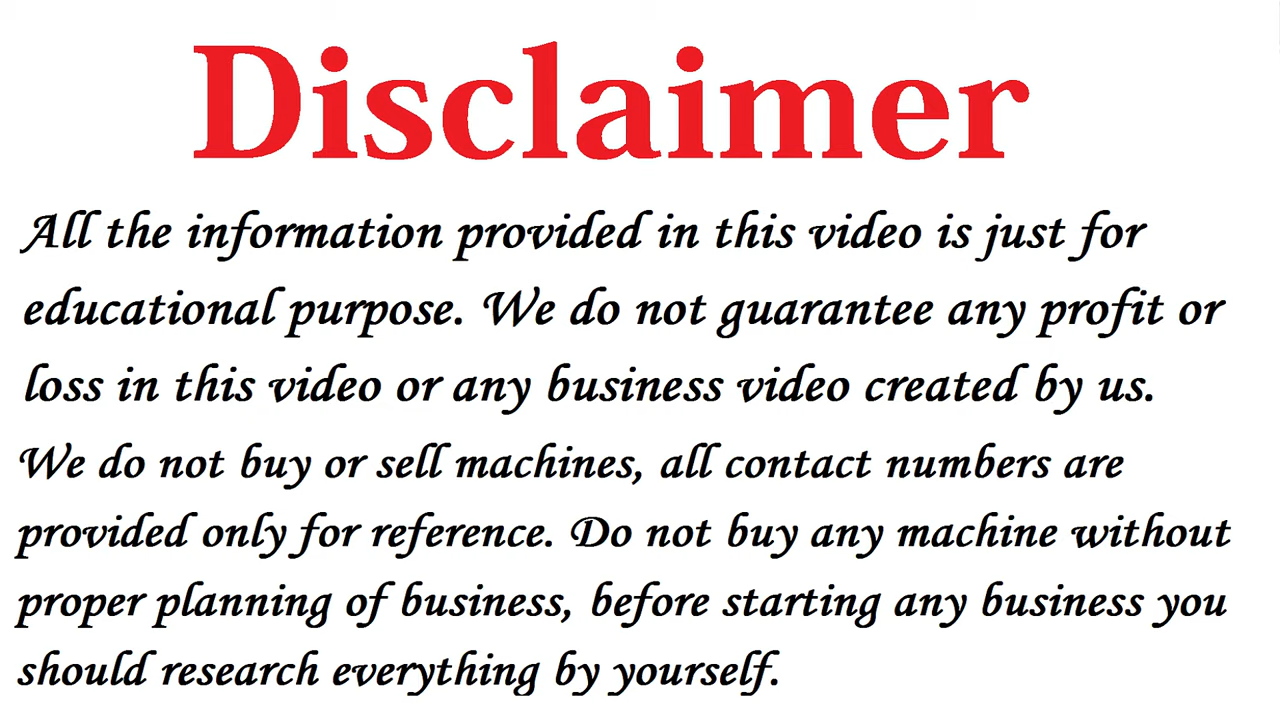 Disclaimer
All the information provided in this video is just for
educational purpose. We do not guarantee any profit or
loss in this video or any business video created by us.
We do not buy or sell machines, all contact numbers are
provided only for reference. Do not buy any machine without
proper planning of business, before starting any business you
should research everything by yourself.